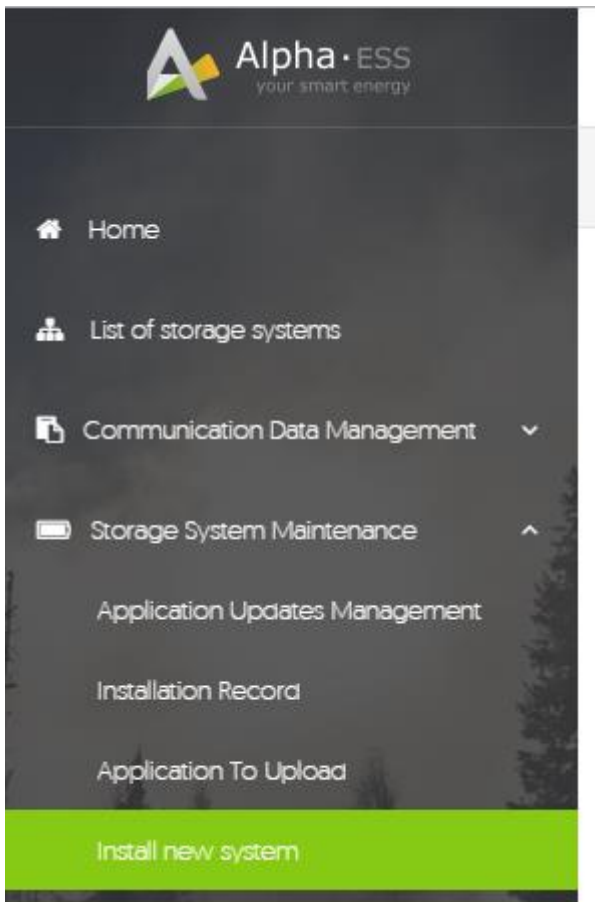 Alpha·ESS
your smart energy
Home
List of storage systems
Communication Data Management
Storage System Maintenance
Application Updates Management
Installation Record
Application To Upload
Install new system